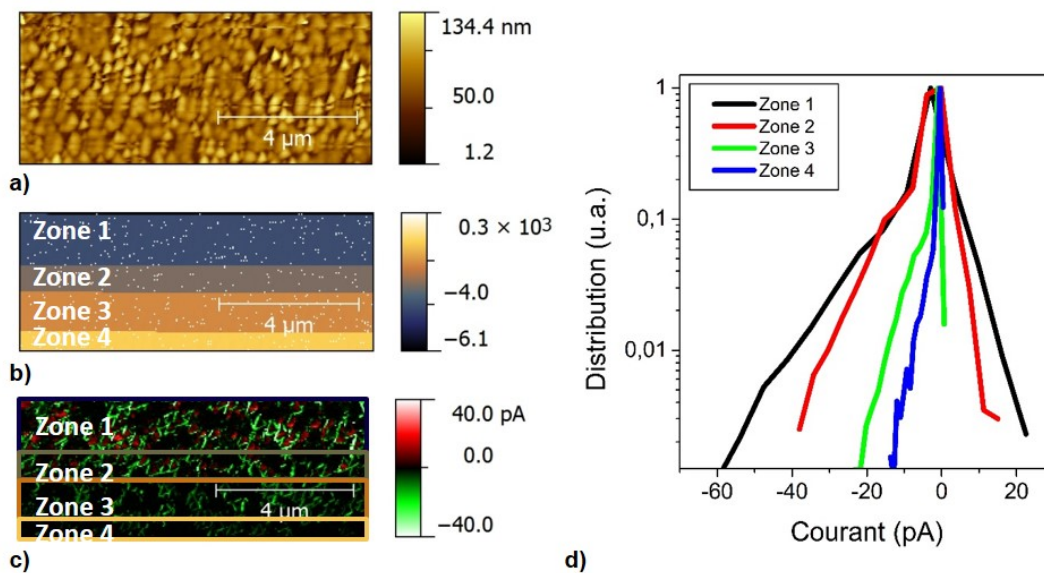 134.4 nm
50.0
1.2
4 µm
a)
Zone 1
Zone 2
Zone 3
Zone 4
4 µm
0.3 × 10³
−4.0
−6.1
b)
Zone 1
Zone 2
Zone 3
Zone 4
4 µm
40.0 pA
0.0
−40.0
c)
Distribution (u.a.)
1
0,1
0,01
Zone 1
Zone 2
Zone 3
Zone 4
-60
-40
-20
0
20
Courant (pA)
d)